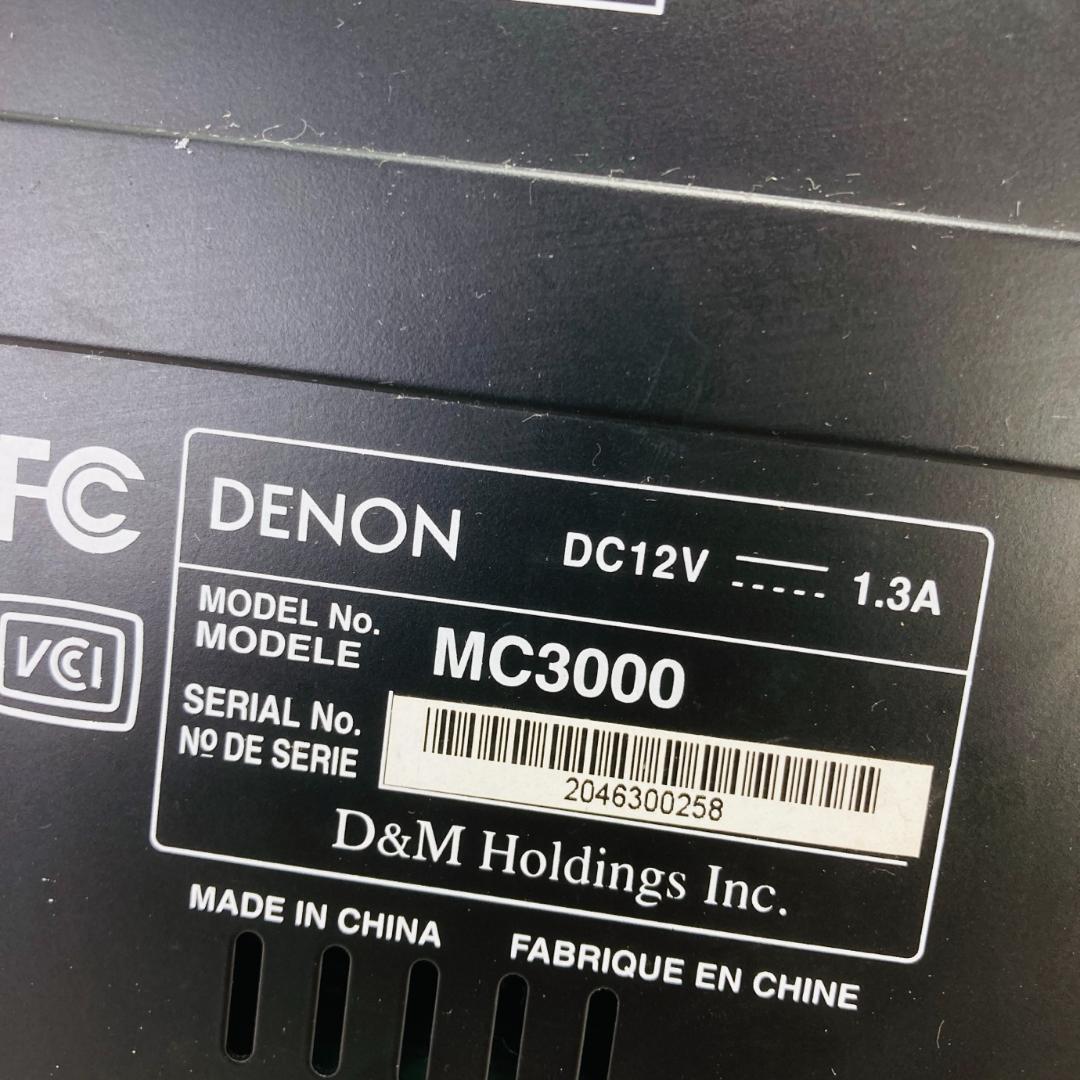 FC
DENON
DC12V 1.3A
MODEL No.
MODELE
MC3000
VCI
SERIAL No.
Nº DE SERIE
2046300258
D&M Holdings Inc.
MADE IN CHINA
FABRIQUE EN CHINE